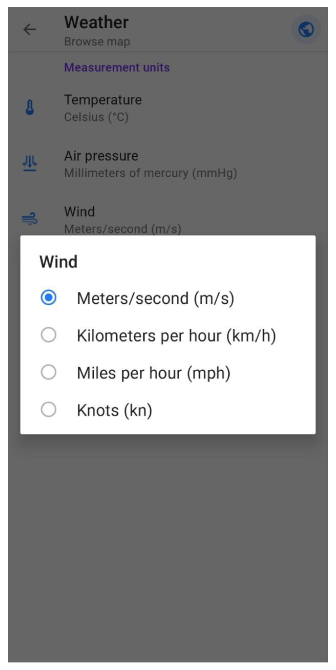 Weather
Browse map
Measurement units
Temperature
Celsius (°C)
Air pressure
Millimeters of mercury (mmHg)
Wind
Meters/second (m/s)
Wind
Meters/second (m/s)
Kilometers per hour (km/h)
Miles per hour (mph)
Knots (kn)